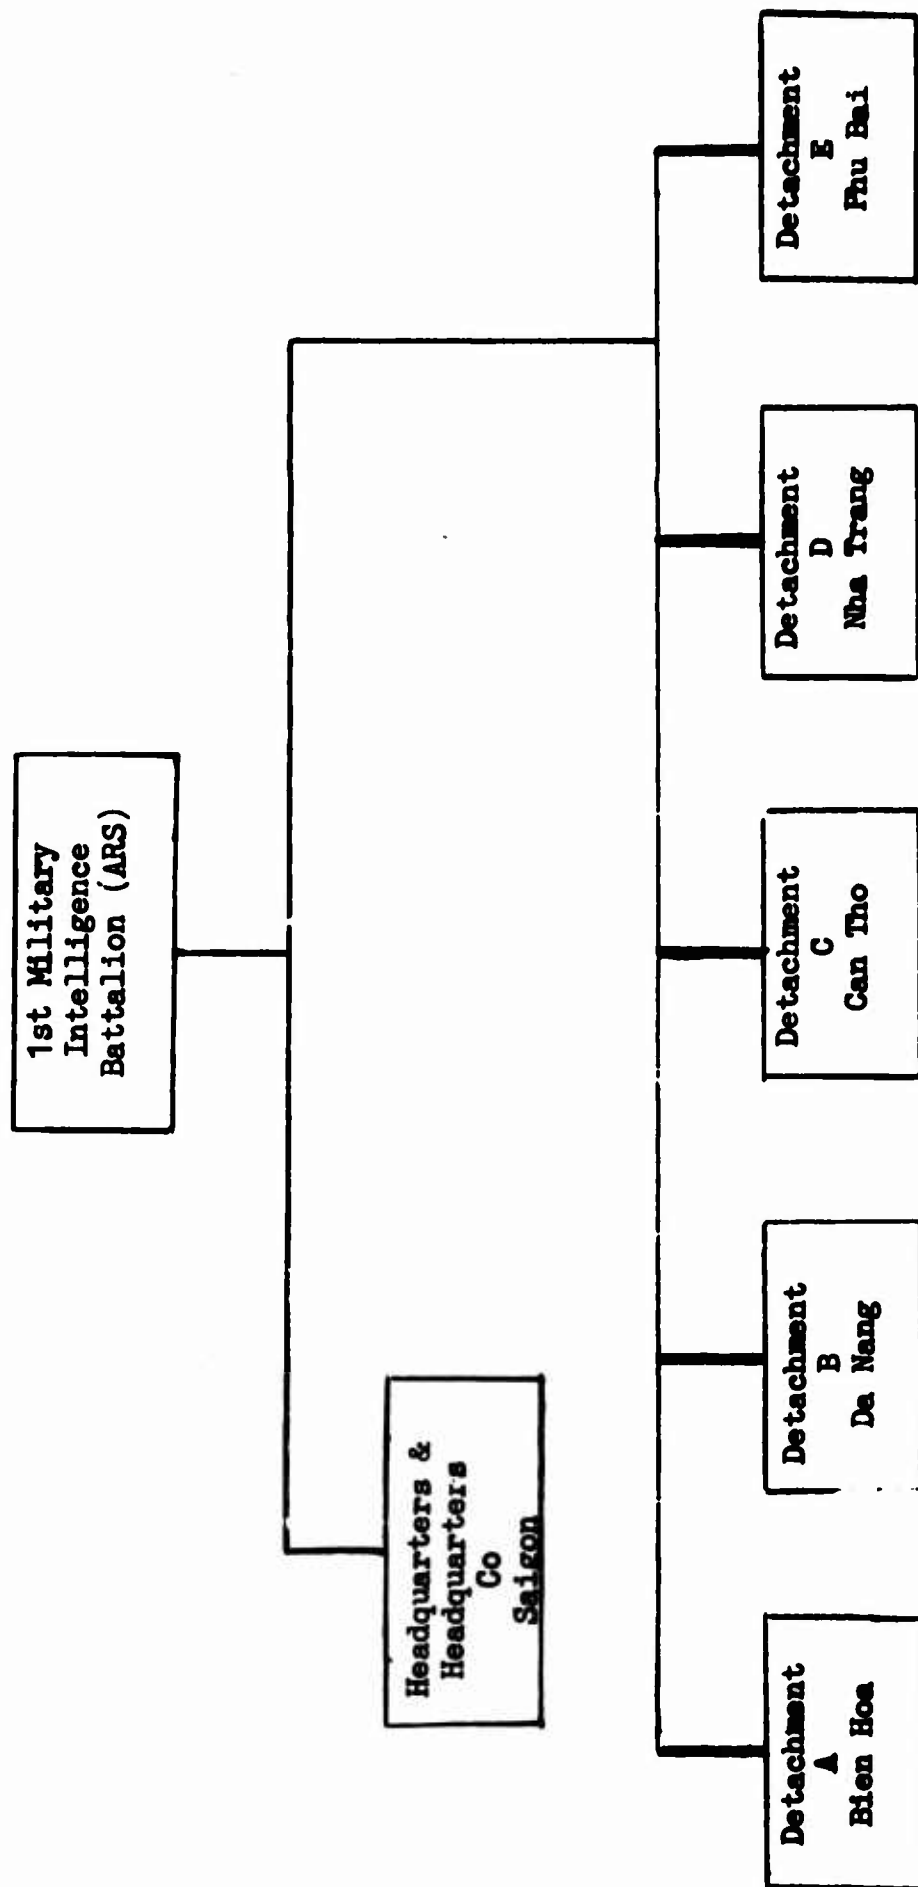 1st Military
Intelligence
Battalion (ARS)
Headquarters &
Headquarters
Co
Saigon
Detachment
A
Bien Hoa
Detachment
B
Da Nang
Detachment
C
Can Tho
Detachment
D
Nha Trang
Detachment
E
Phu Bai